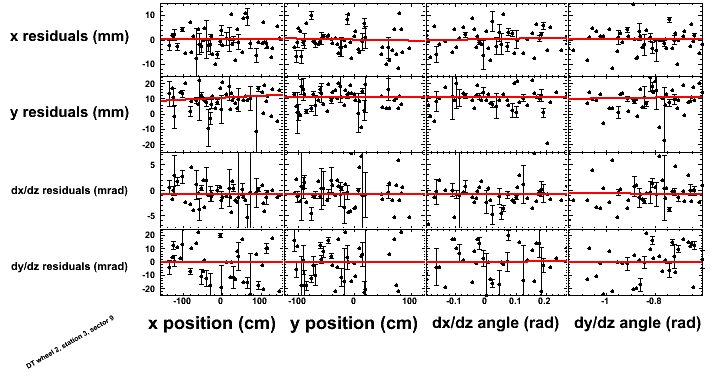 x residuals (mm)
10
0
-10
y residuals (mm)
20
10
0
-10
-20
dx/dz residuals (mrad)
5
0
-5
dy/dz residuals (mrad)
20
10
0
-10
-20
-100 0 100 -100 0 100 -0.1 0 0.1 0.2 -1 -0.8
x position (cm) y position (cm) dx/dz angle (rad) dy/dz angle (rad)
DT wheel 2, station 3, sector 9